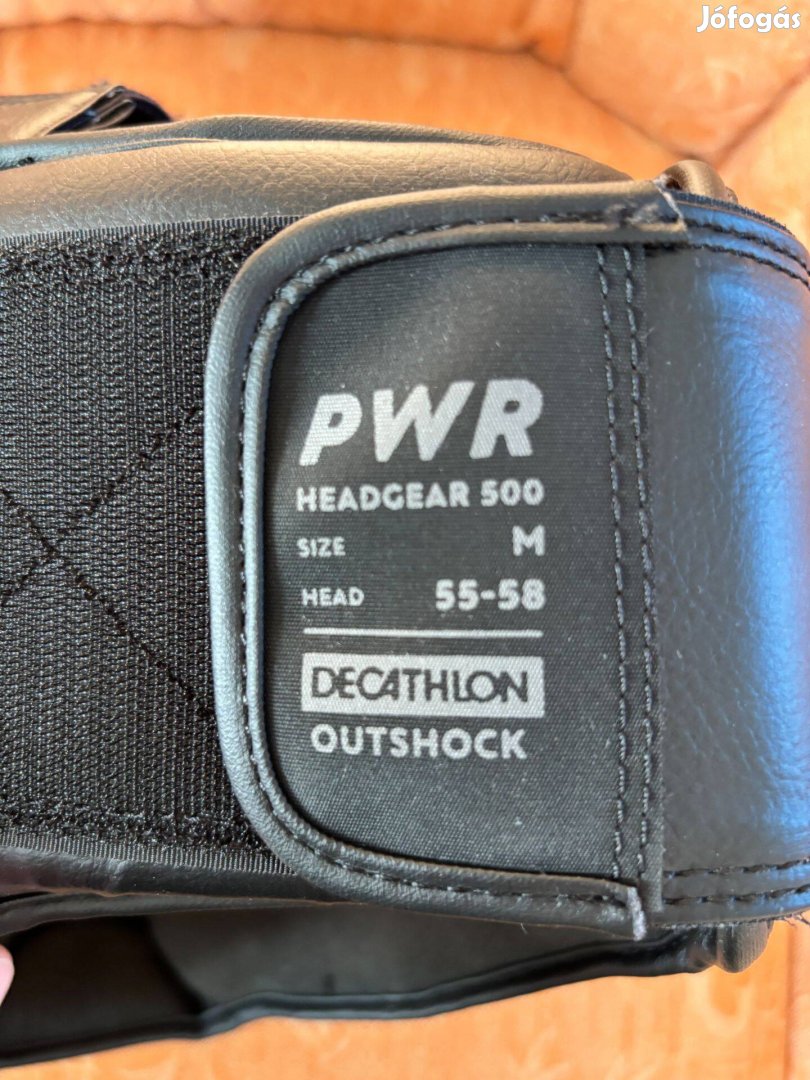 Jófogás
PWR
HEADGEAR 500
SIZE M
HEAD 55-58
DECATHLON
OUTSHOCK